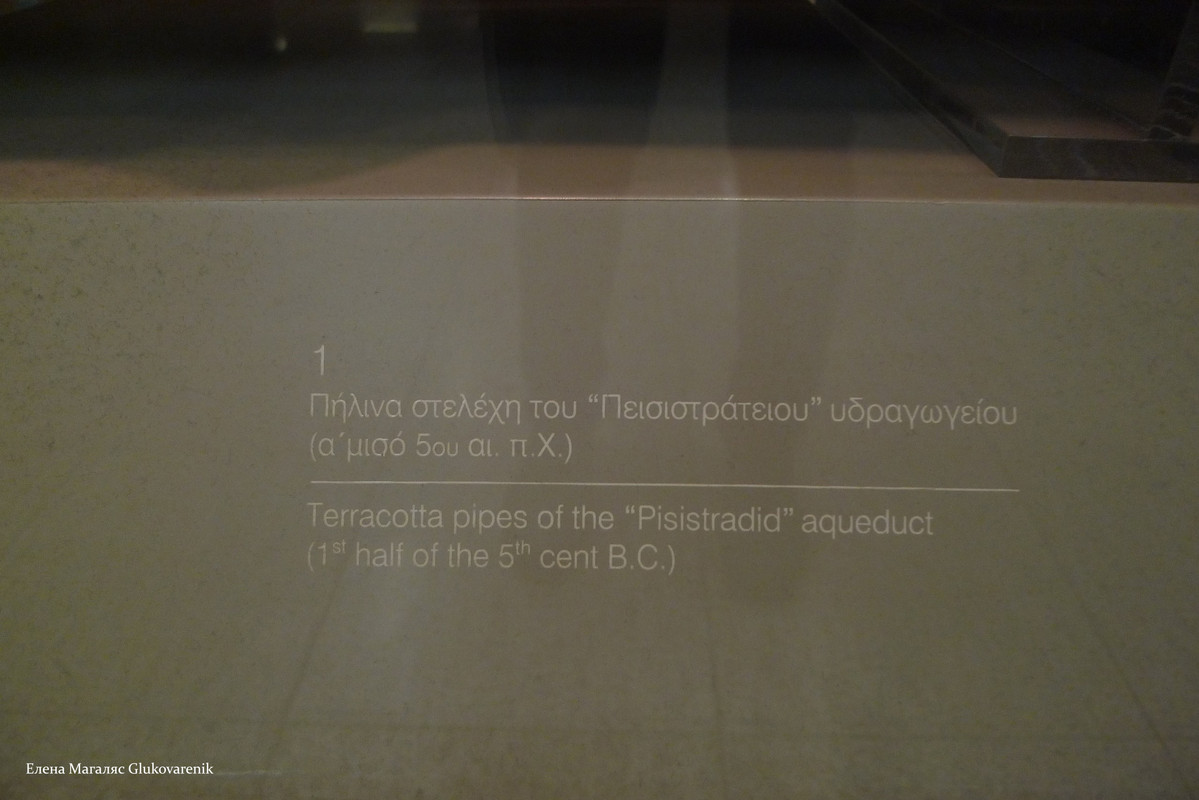 1
Πήλινα στελέχη του “Πεισιστράτειου” υδραγωγείου
(α΄μισό 5ου αι. π.Χ.)
Terracotta pipes of the “Pisistradid” aqueduct
(1st half of the 5th cent B.C.)
Елена Магаляс Glukovarenik